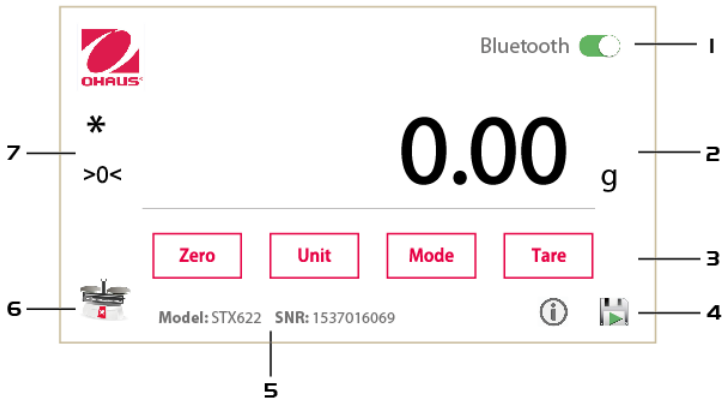 Bluetooth
1
OHAUS
*
7
0.00 g
2
>0<
Zero Unit Mode Tare
3
6
Model: STX622 SNR: 1537016069
i
4
5